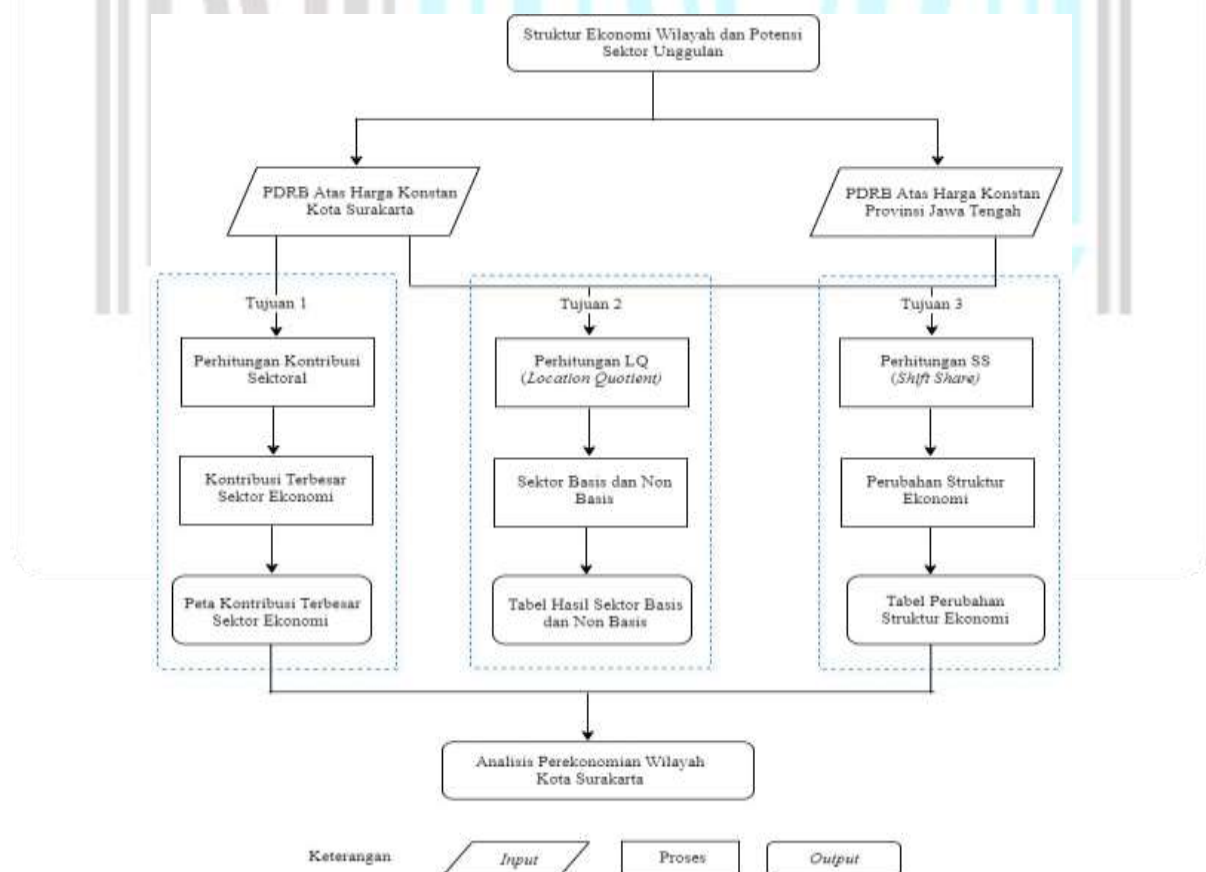 Struktur Ekonomi Wilayah dan Potensi
Sektor Unggulan
PDRB Atas Harga Konstan
Kota Surakarta
PDRB Atas Harga Konstan
Provinsi Jawa Tengah
Tujuan 1
Tujuan 2
Tujuan 3
Perhitungan Kontribusi
Sektoral
Perhitungan LQ
(Location Quotient)
Perhitungan SS
(Shift Share)
Kontribusi Terbesar
Sektor Ekonomi
Sektor Basis dan Non
Basis
Perubahan Struktur
Ekonomi
Peta Kontribusi Terbesar
Sektor Ekonomi
Tabel Hasil Sektor Basis
dan Non Basis
Tabel Perubahan
Struktur Ekonomi
Analisis Perekonomian Wilayah
Kota Surakarta
Keterangan
Input
Proses
Output